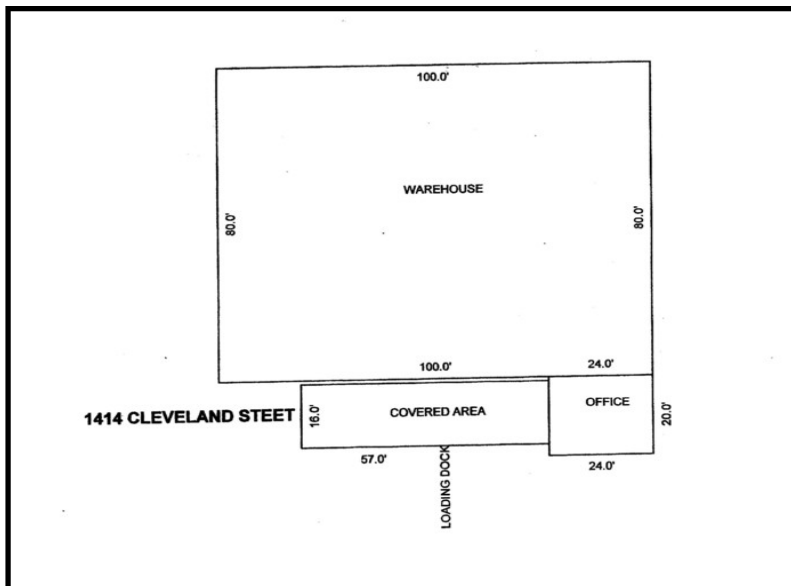 100.0'
WAREHOUSE
80.0'
80.0'
100.0'
24.0'
1414 CLEVELAND STEET
16.0'
COVERED AREA
OFFICE
20.0'
57.0'
LOADING DOCK
24.0'